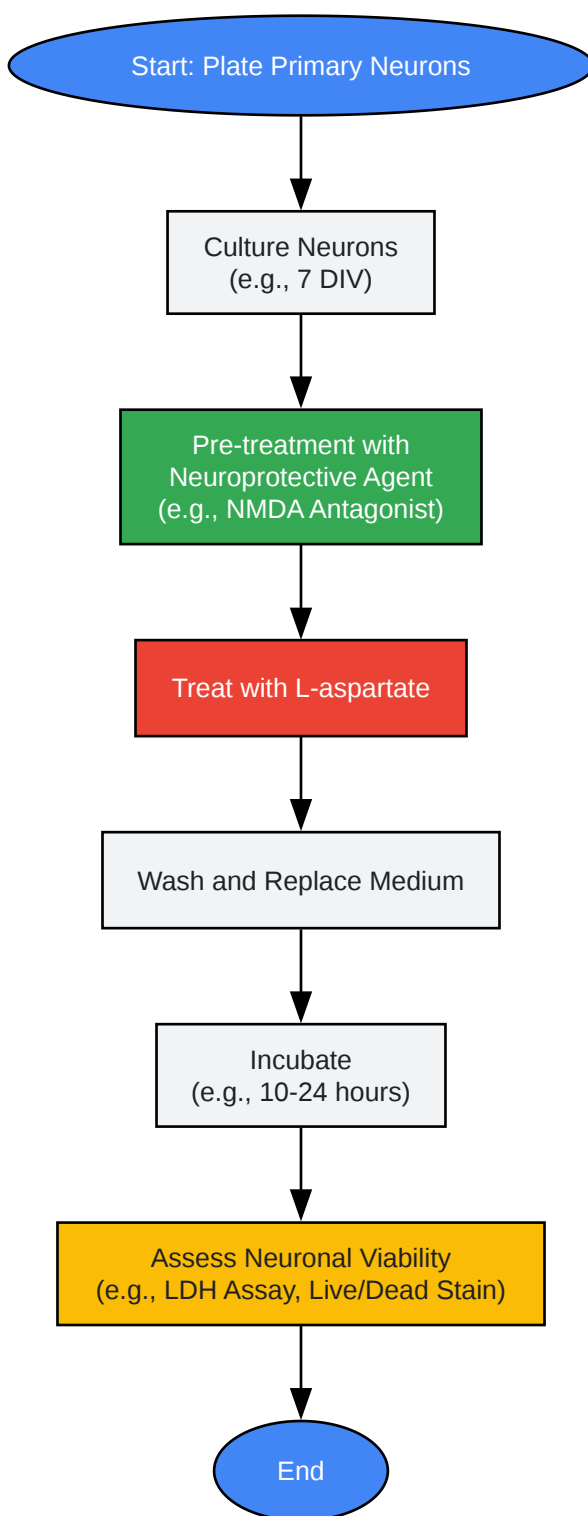 Start: Plate Primary Neurons
Culture Neurons
(e.g., 7 DIV)
Pre-treatment with
Neuroprotective Agent
(e.g., NMDA Antagonist)
Treat with L-aspartate
Wash and Replace Medium
Incubate
(e.g., 10-24 hours)
Assess Neuronal Viability
(e.g., LDH Assay, Live/Dead Stain)
End